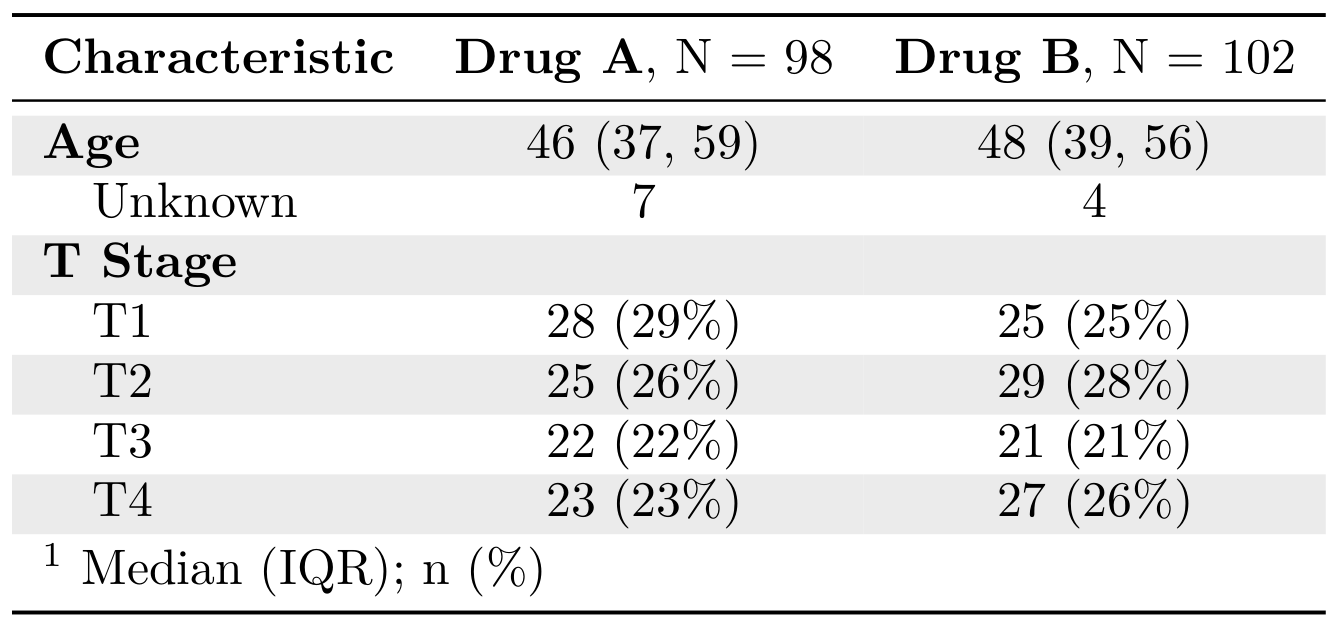 Characteristic Drug A, N = 98 Drug B, N = 102
Age 46 (37, 59) 48 (39, 56)
Unknown 7 4
T Stage
T1 28 (29%) 25 (25%)
T2 25 (26%) 29 (28%)
T3 22 (22%) 21 (21%)
T4 23 (23%) 27 (26%)
1 Median (IQR); n (%)